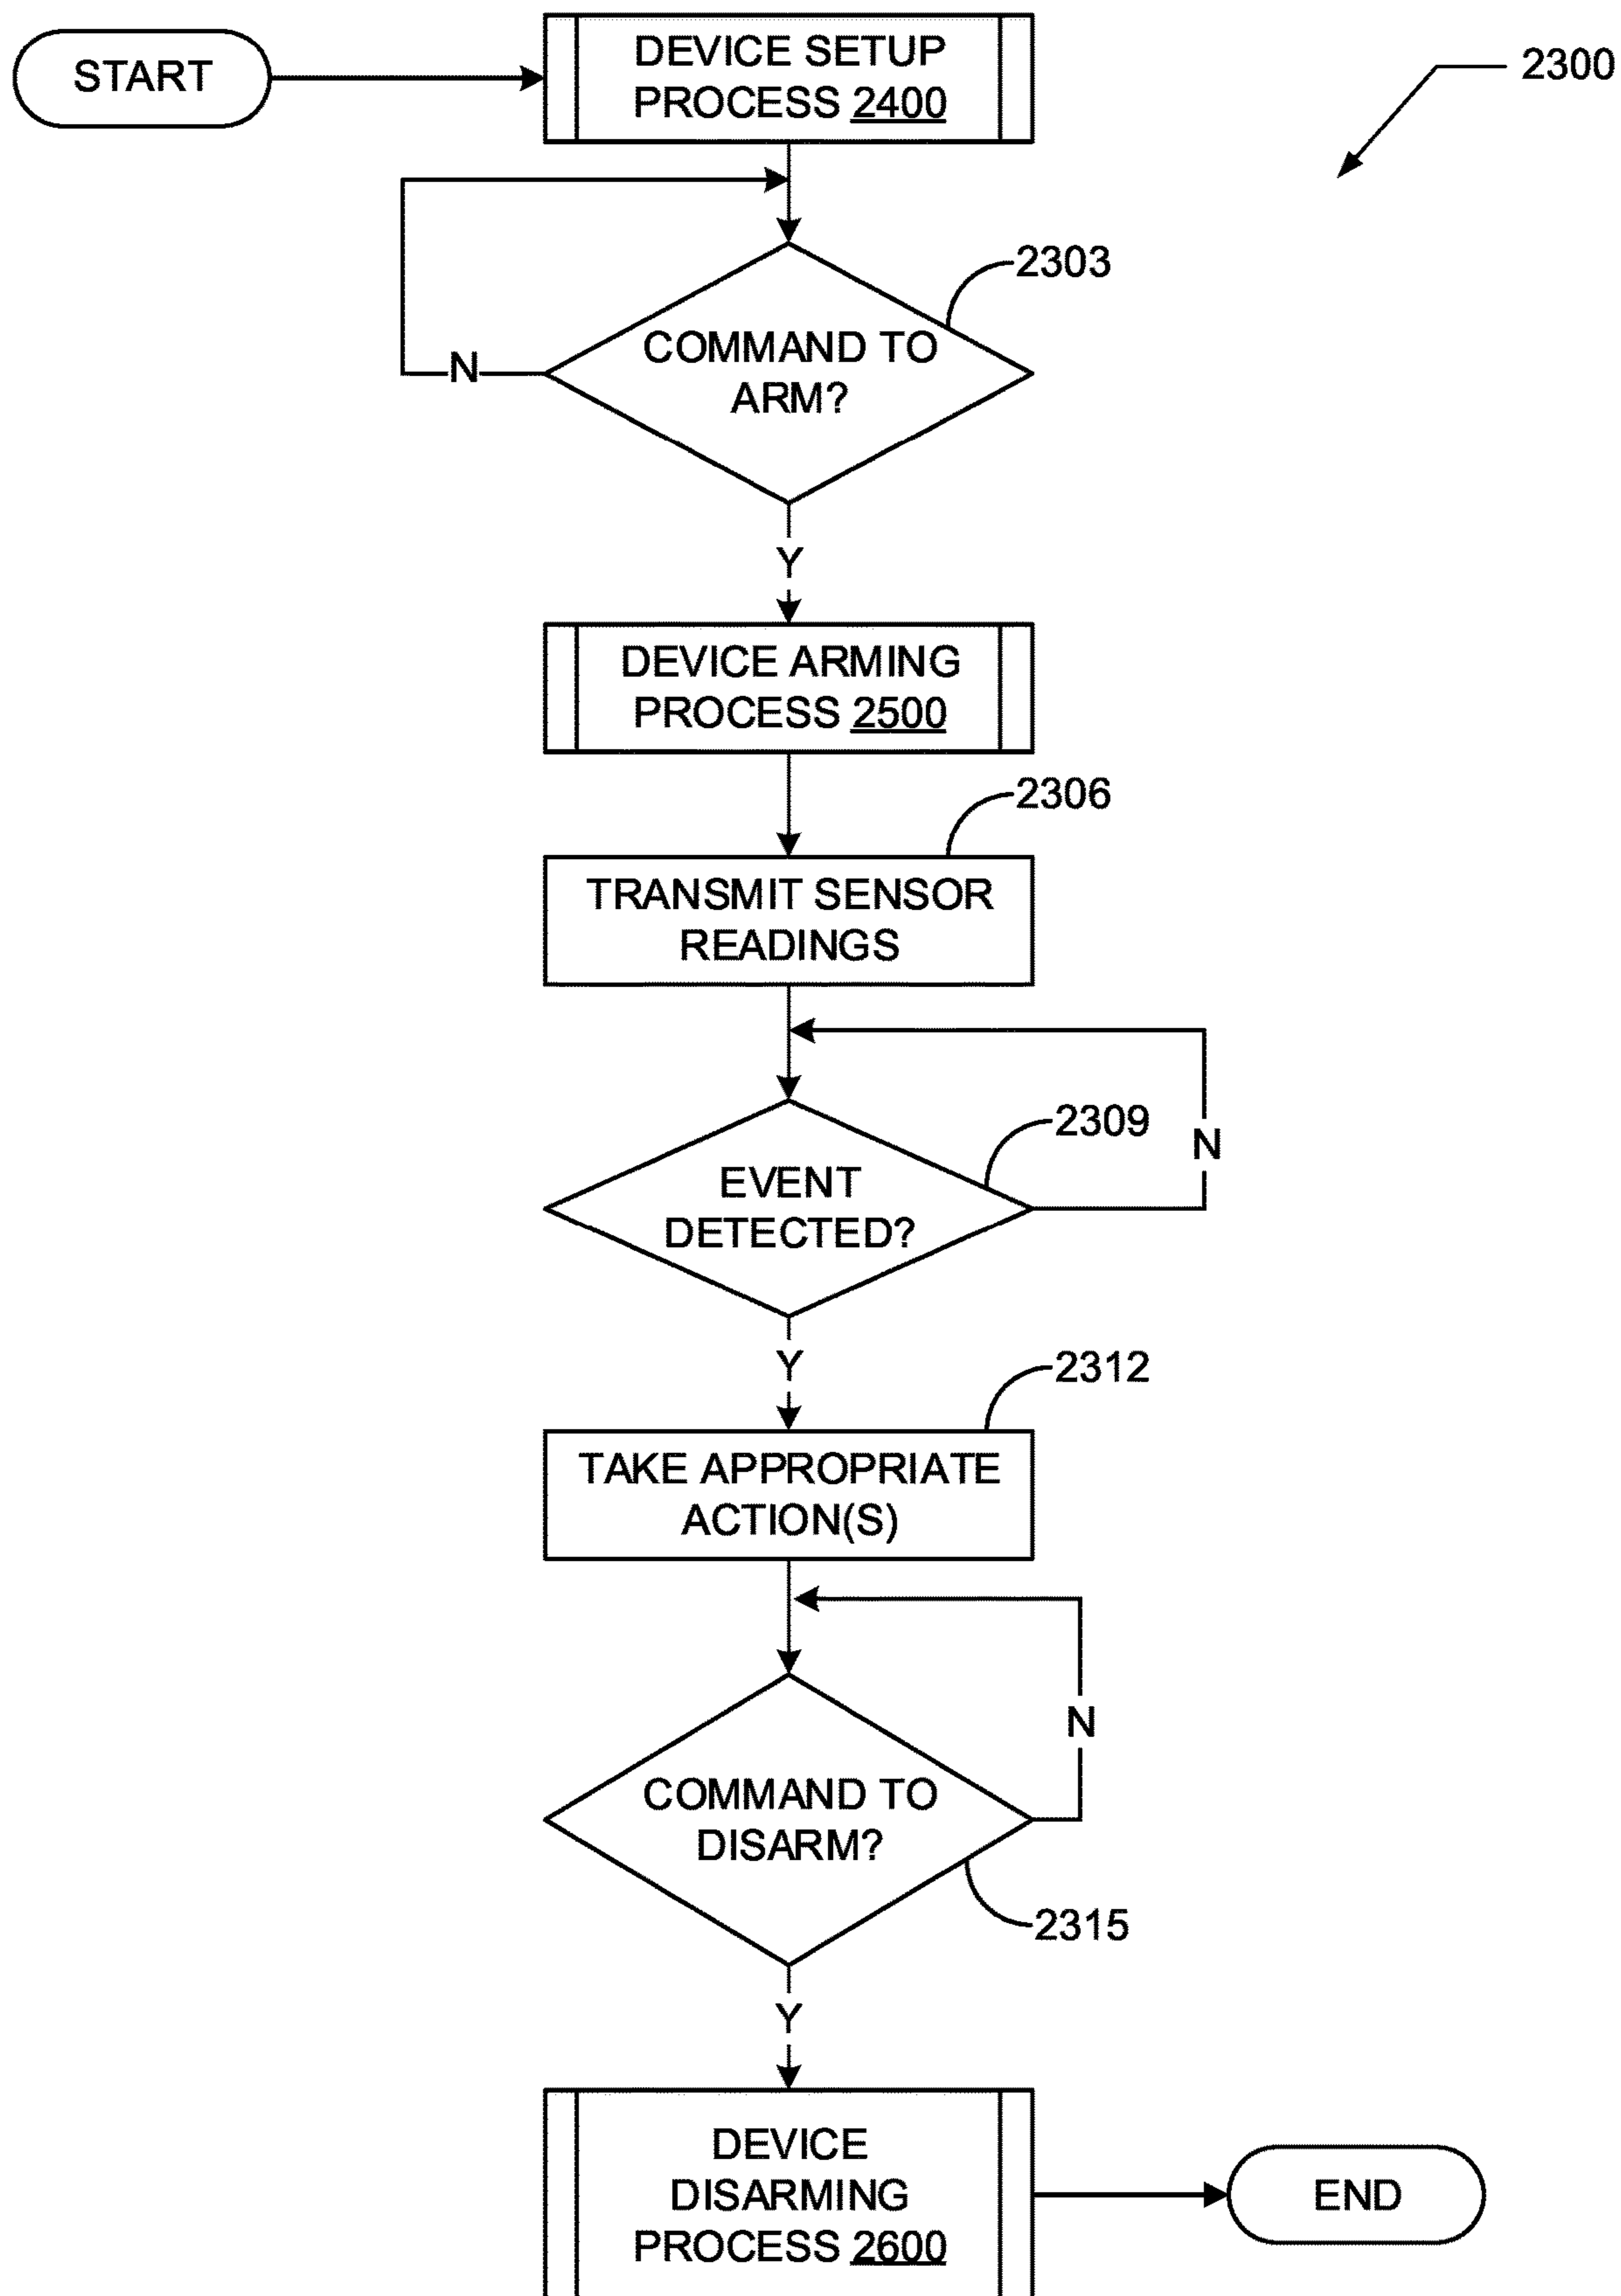 START
DEVICE SETUP
PROCESS 2400
2300
2303
COMMAND TO
ARM?
N
Y
DEVICE ARMING
PROCESS 2500
2306
TRANSMIT SENSOR
READINGS
2309
N
EVENT
DETECTED?
Y
2312
TAKE APPROPRIATE
ACTION(S)
N
COMMAND TO
DISARM?
2315
Y
DEVICE
DISARMING
PROCESS 2600
END